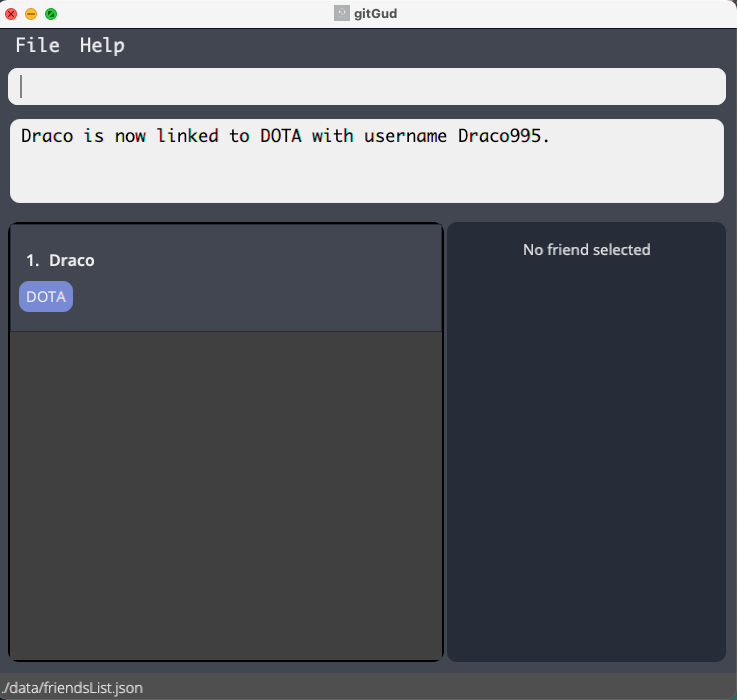 gitGud
File Help
Draco is now linked to DOTA with username Draco995.
1. Draco
DOTA
No friend selected
./data/friendsList.json